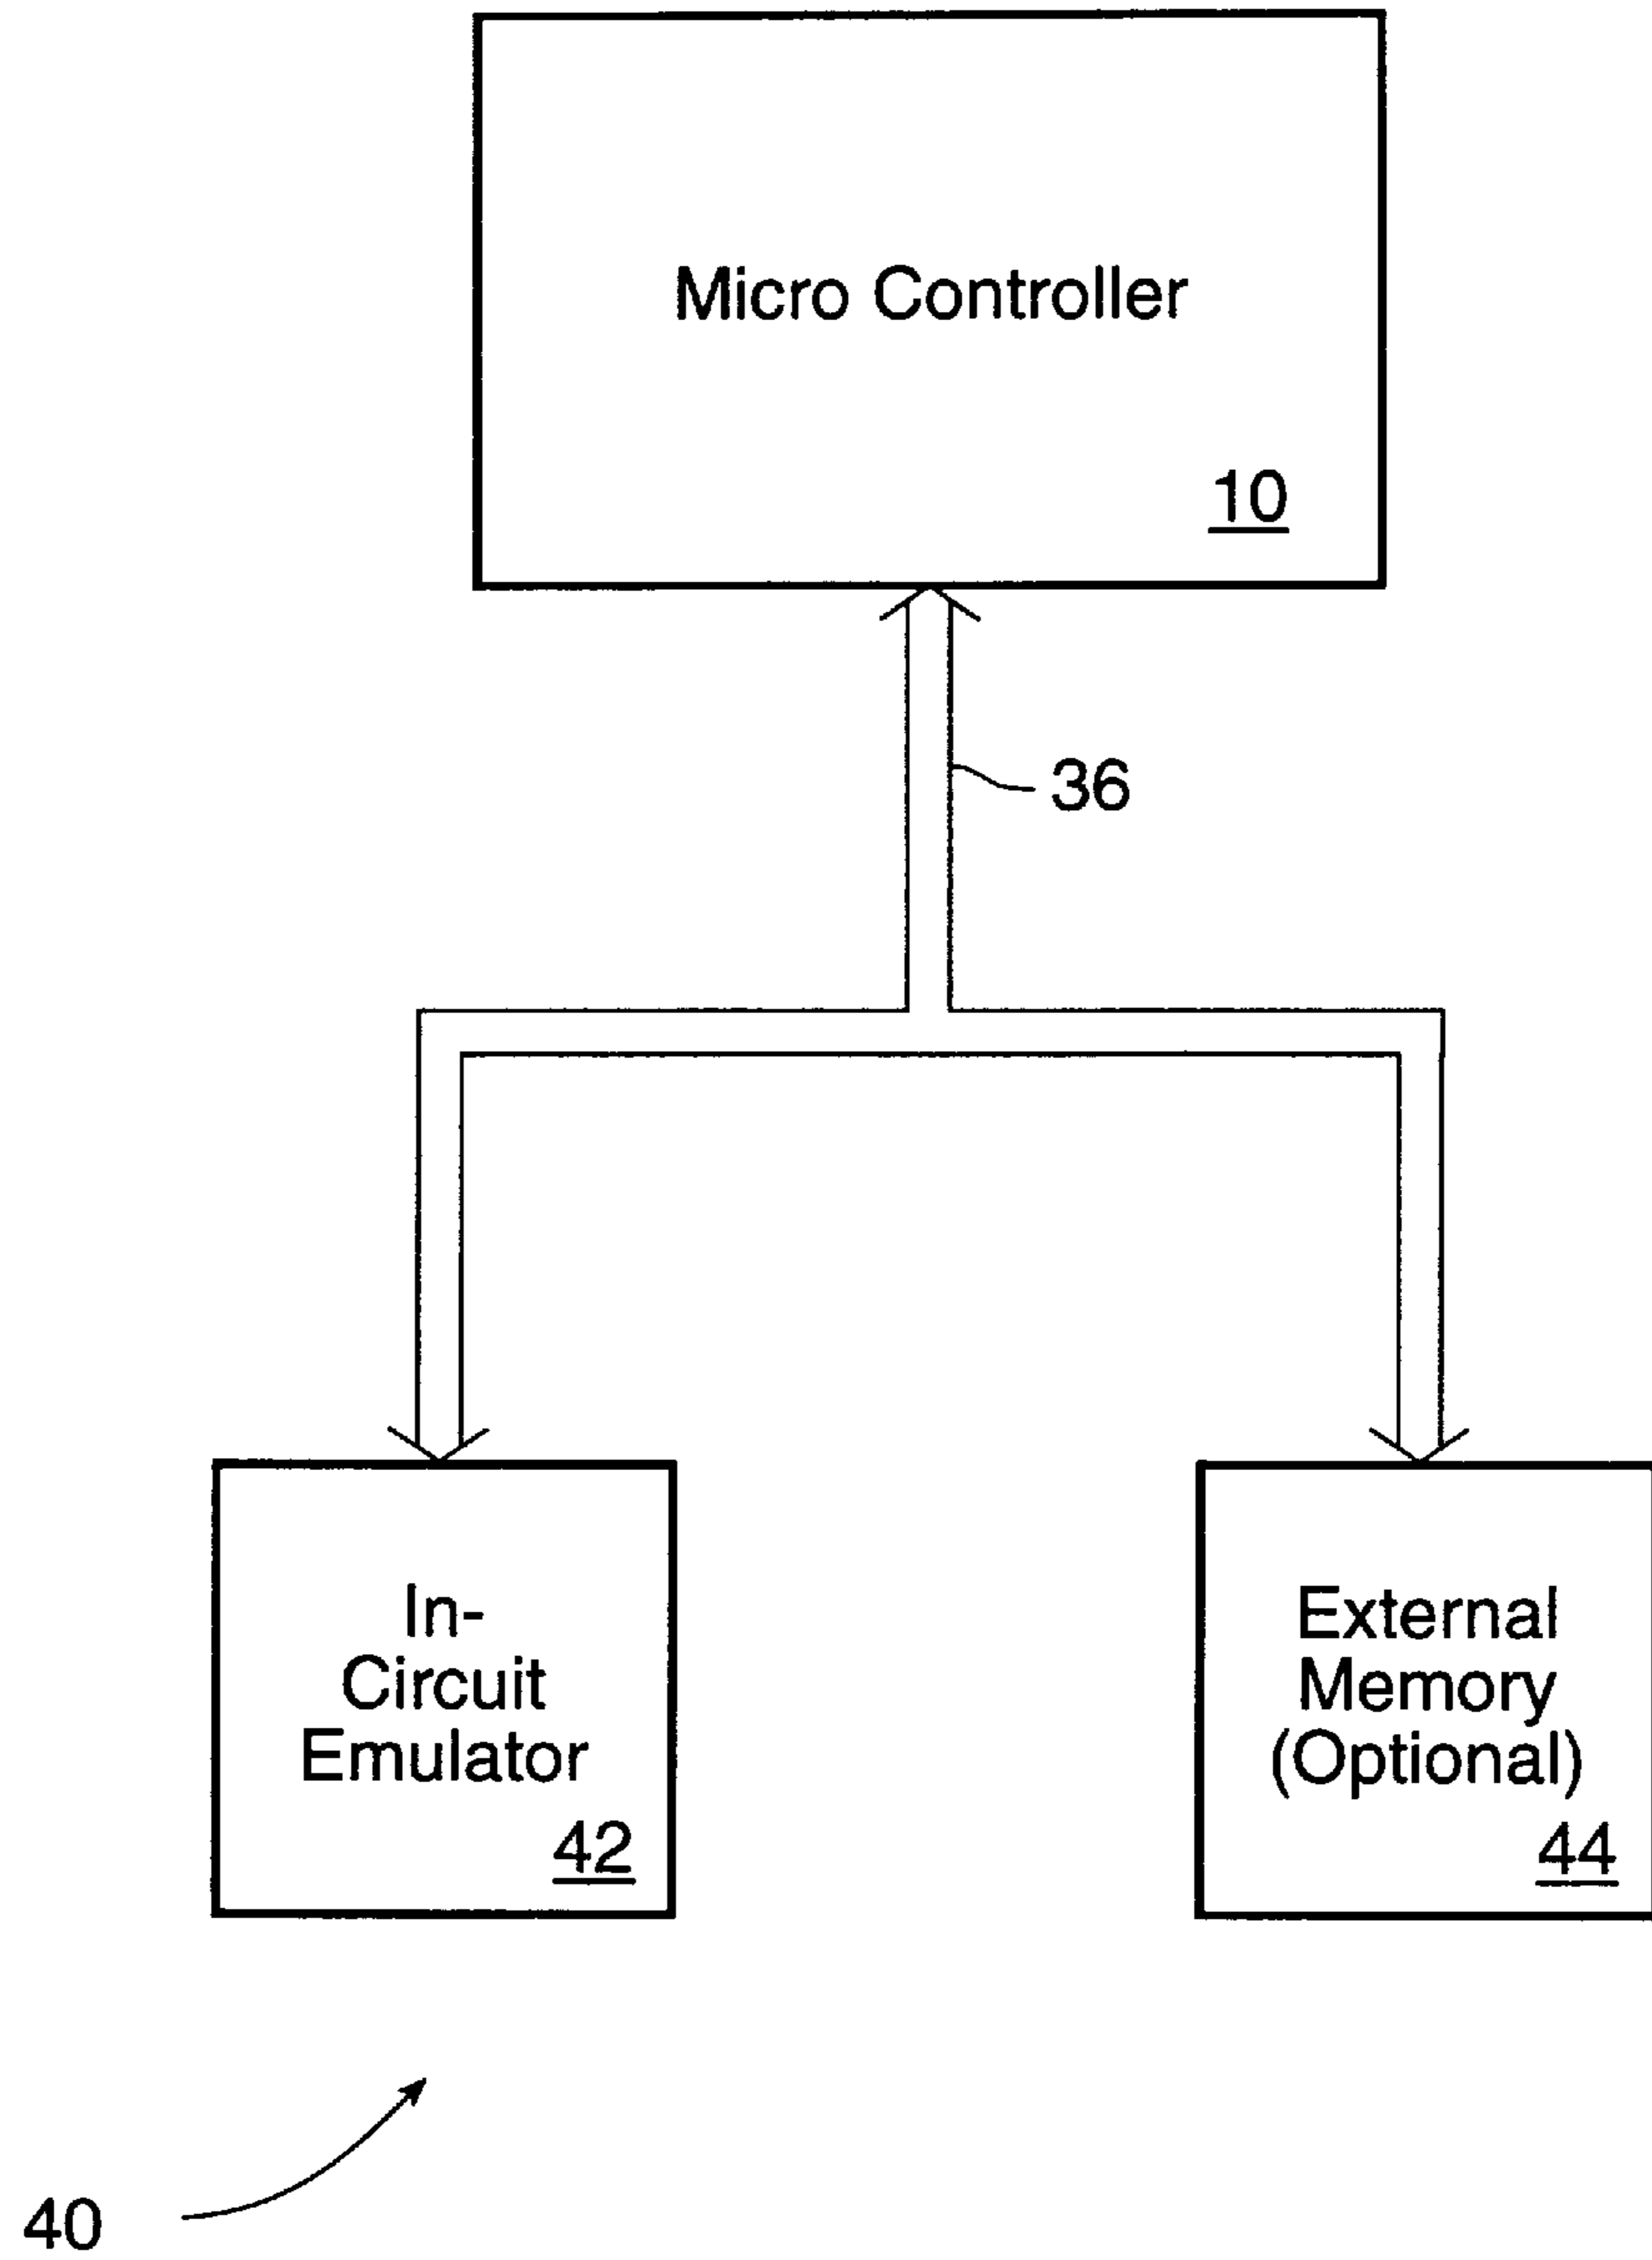 Micro Controller
10
36
In-
Circuit
Emulator
42
External
Memory
(Optional)
44
40